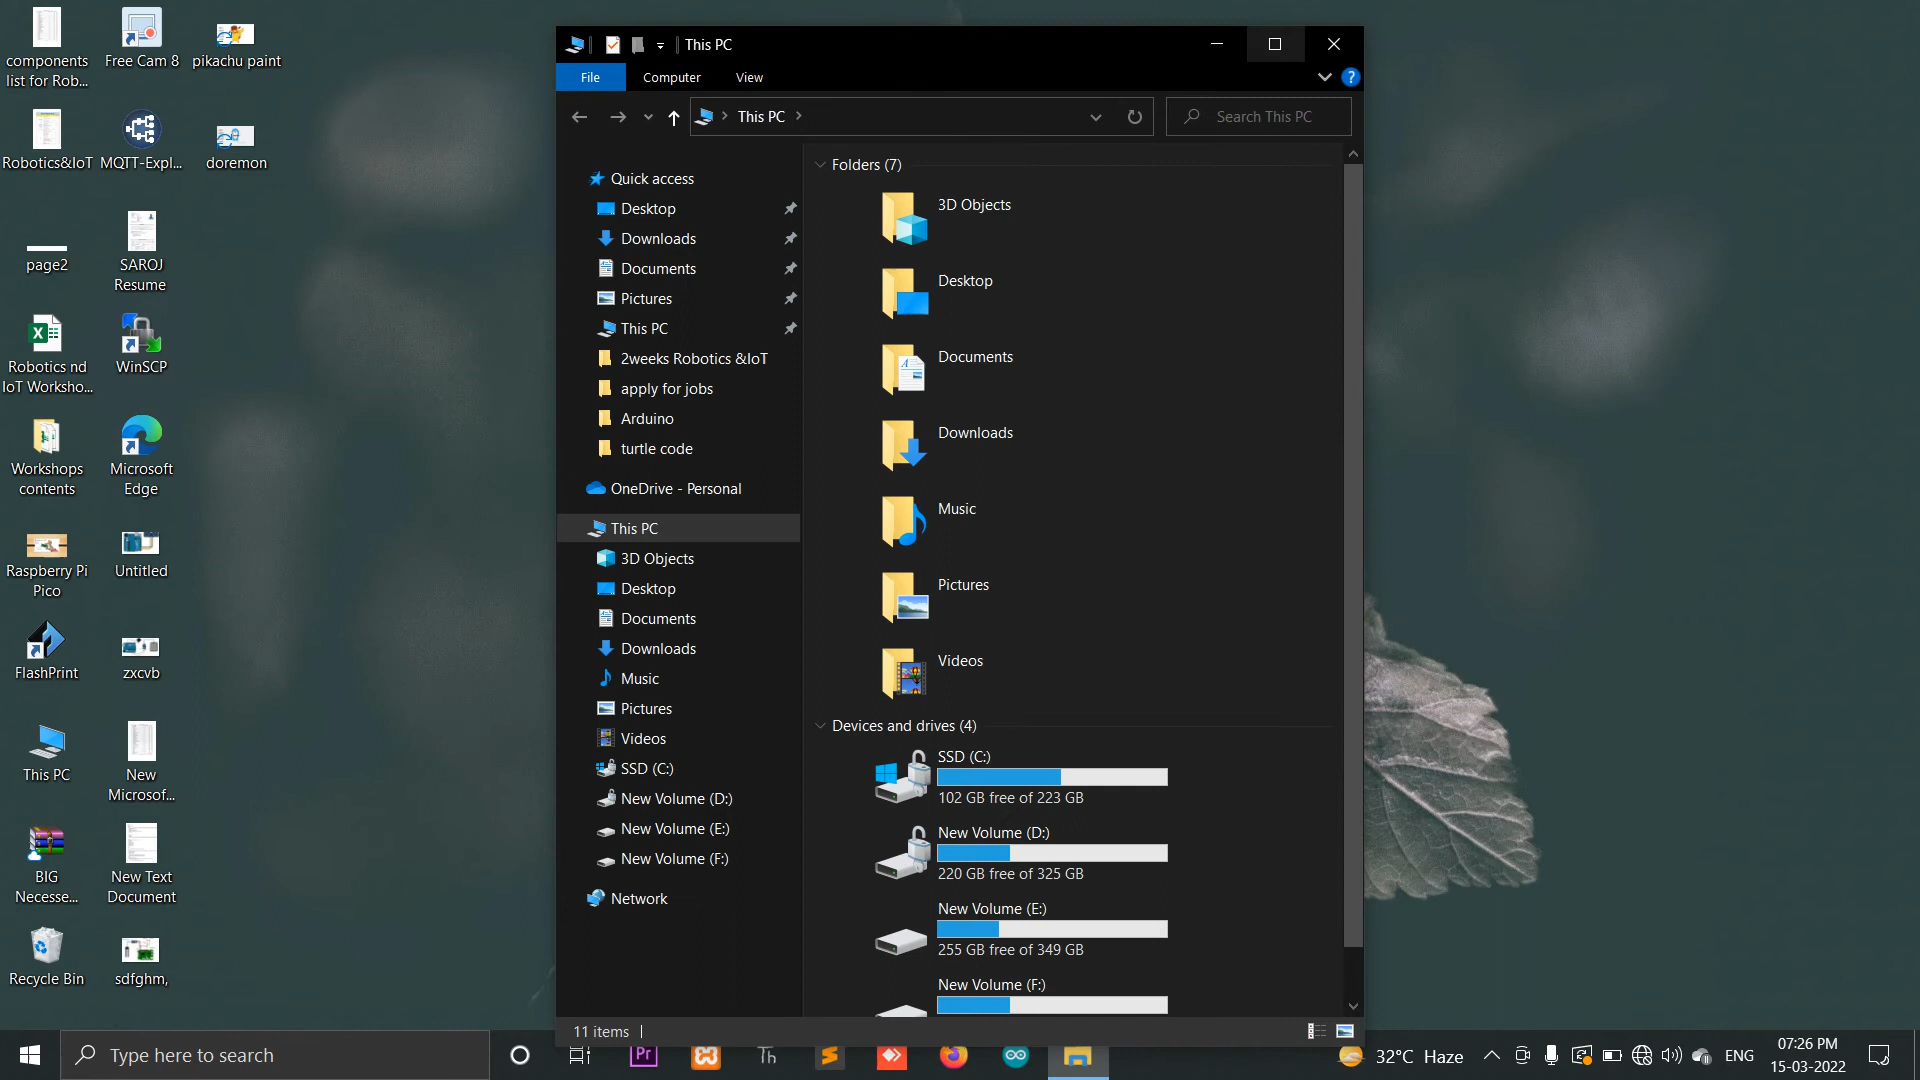 components
list for Rob...
Free Cam 8
pikachu paint
Robotics&IoT
MQTT-Expl...
doremon
page2
SAROJ
Resume
Robotics nd
IoT Worksho...
WinSCP
Workshops
contents
Microsoft
Edge
Raspberry Pi
Pico
Untitled
FlashPrint
zxcvb
This PC
New
Microsof...
BIG
Necesse...
New Text
Document
Recycle Bin
sdfghm,
This PC
File
Computer
View
This PC
Search This PC
Quick access
Desktop
Downloads
Documents
Pictures
This PC
2weeks Robotics &IoT
apply for jobs
Arduino
turtle code
OneDrive - Personal
This PC
3D Objects
Desktop
Documents
Downloads
Music
Pictures
Videos
SSD (C:)
New Volume (D:)
New Volume (E:)
New Volume (F:)
Network
Folders (7)
3D Objects
Desktop
Documents
Downloads
Music
Pictures
Videos
Devices and drives (4)
SSD (C:)
102 GB free of 223 GB
New Volume (D:)
220 GB free of 325 GB
New Volume (E:)
255 GB free of 349 GB
New Volume (F:)
11 items
Type here to search
Pr
Th
32°C Haze
ENG
07:26 PM
15-03-2022